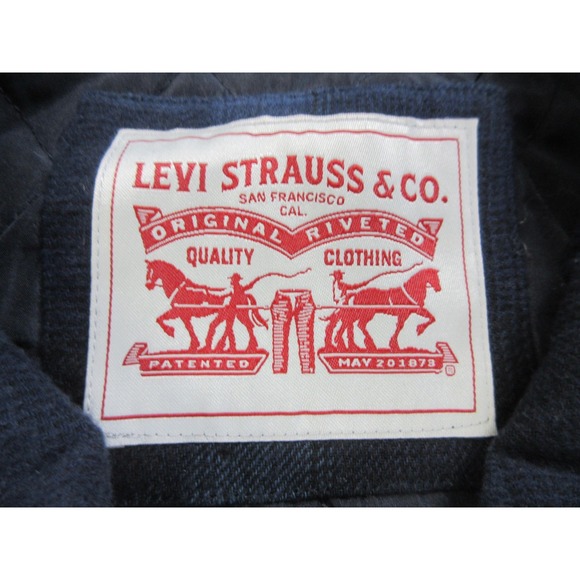 LEVI STRAUSS & CO.
SAN FRANCISCO
CAL.
ORIGINAL RIVETED
QUALITY CLOTHING
PATENTED MAY 20 1873
®